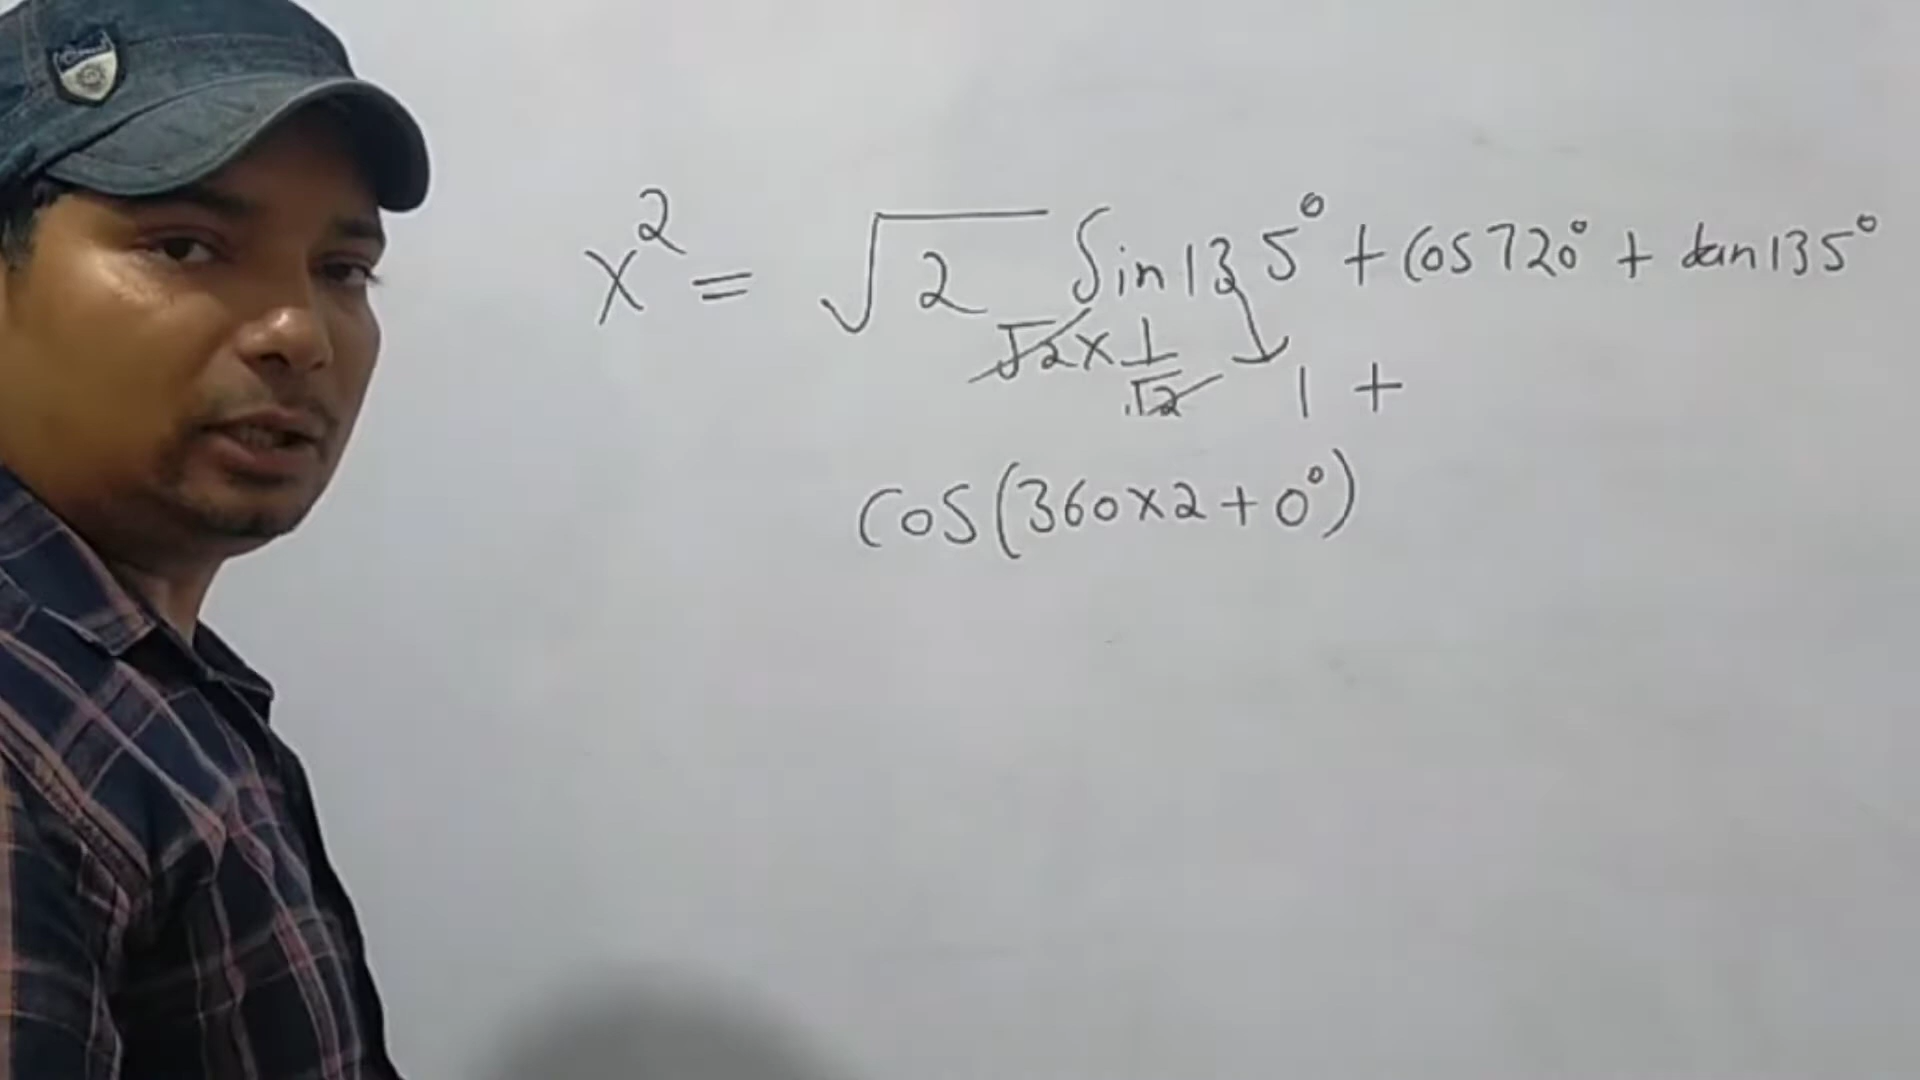 x² = √2 Sin135° + Cos720° + tan135°
√2 × 1/√2 → 1 +
Cos(360×2+0°)